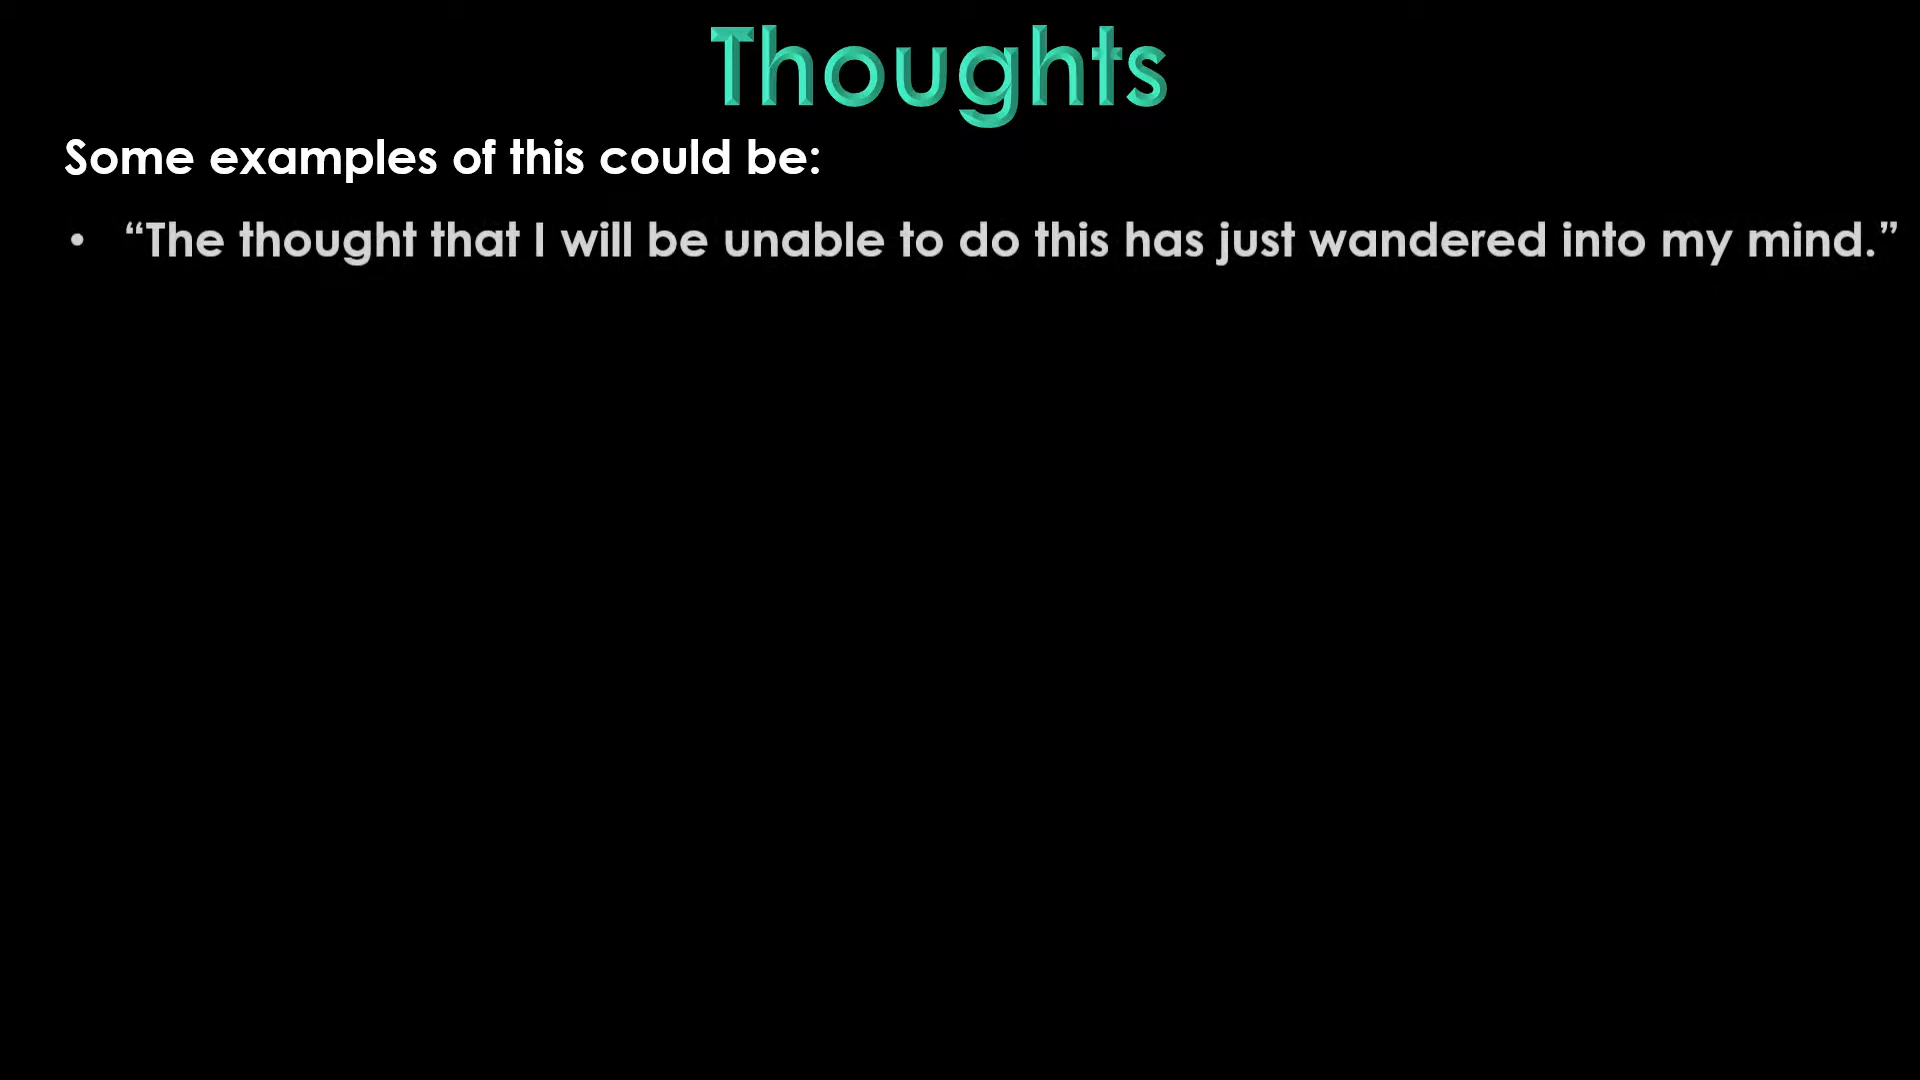 Thoughts
Some examples of this could be:
• “The thought that I will be unable to do this has just wandered into my mind.”